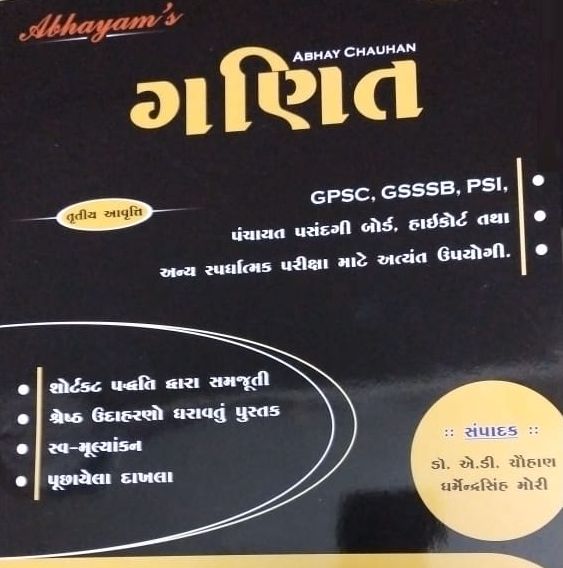 Abhayam's
ABHAY CHAUHAN
ગણિત
GPSC, GSSSB, PSI,
તૃતીય આવૃત્તિ
પંચાયત પસંદગી બોર્ડ, હાઇકોર્ટ તથા
અન્ય સ્પર્ધાત્મક પરીક્ષા માટે અત્યંત ઉપયોગી.
શોર્ટકટ પદ્ધતિ દ્વારા સમજૂતી
શ્રેષ્ઠ ઉદાહરણો ધરાવતું પુસ્તક
સ્વ-મૂલ્યાંકન
પૂછાયેલા દાખલા
:: સંપાદક ::
ડૉ. એ.ડી. ચૌહાણ
ધર્મેન્દ્રસિંહ મોરી